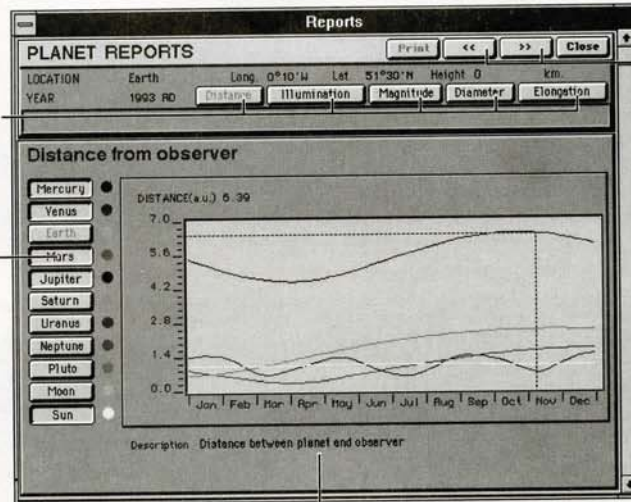 Reports
PLANET REPORTS Print << >> Close
LOCATION Earth Long. 0°10'W Lat. 51°30'N Height 0 km.
YEAR 1993 AD Distance Illumination Magnitude Diameter Elongation
Distance from observer
Mercury
Venus
Earth
Mars
Jupiter
Saturn
Uranus
Neptune
Pluto
Moon
Sun
DISTANCE(a.u.) 6.39
7.0
5.6
4.2
2.8
1.4
0.0
Jan Feb Mar Apr May Jun Jul Aug Sep Oct Nov Dec
Description Distance between planet and observer